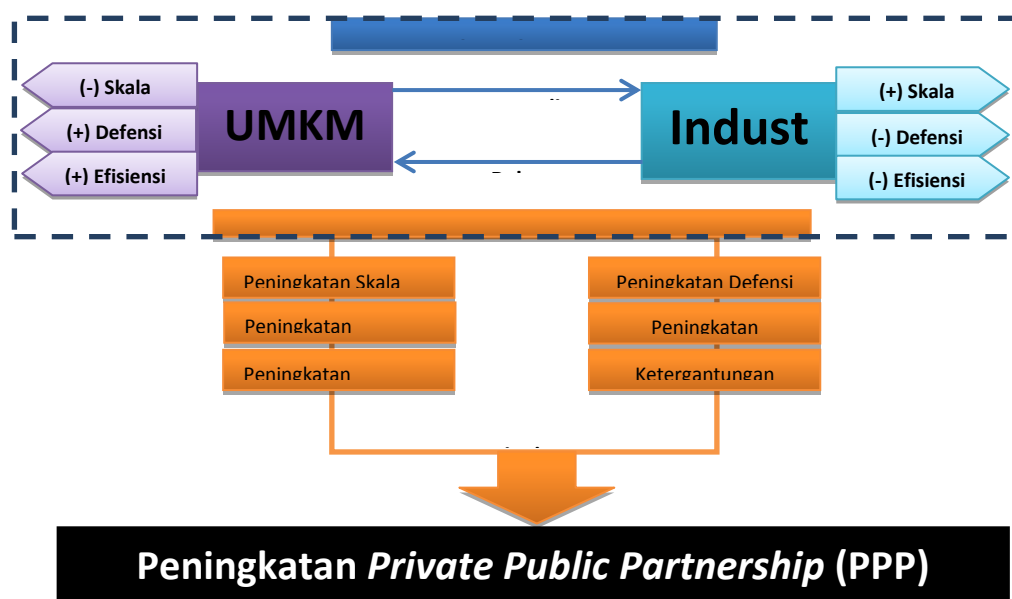 (-) Skala
(+) Defensi
(+) Efisiensi
UMKM
Indust
(+) Skala
(-) Defensi
(-) Efisiensi
Peningkatan Skala
Peningkatan
Peningkatan
Peningkatan Defensi
Peningkatan
Ketergantungan
Peningkatan Private Public Partnership (PPP)